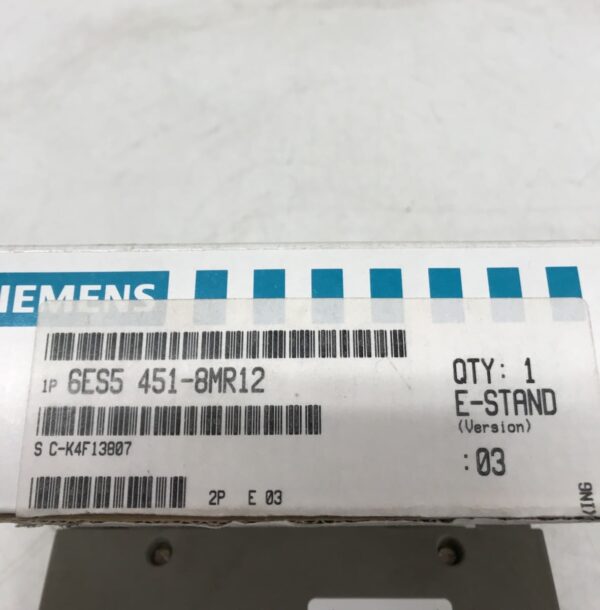 SIEMENS
1P 6ES5 451-8MR12
S C-K4F13807
2P E 03
QTY: 1
E-STAND
(Version)
:03